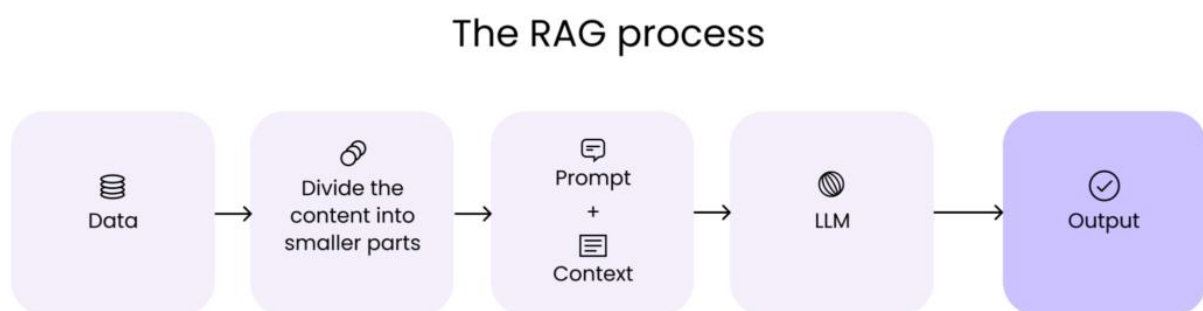 The RAG process
Data
Divide the
content into
smaller parts
Prompt
+
Context
LLM
Output